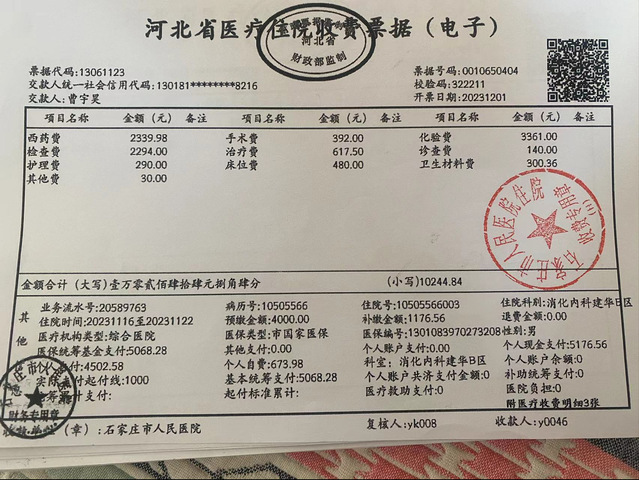 河北省医疗住院收费票据（电子）
河北省
财政部监制
票据代码:13061123 票据号码:0010650404
交款人统一社会信用代码:130181********8216 校验码:322211
交款人:曹宇昊 开票日期:20231201
项目名称 金额（元） 备注 项目名称 金额（元） 备注 项目名称 金额（元） 备注
西药费 2339.98 手术费 392.00 化验费 3361.00
检查费 2294.00 治疗费 617.50 诊查费 140.00
护理费 290.00 床位费 480.00 卫生材料费 300.36
其他费 30.00
石家庄市人民医院住院
收费专用章
金额合计（大写）壹万零贰佰肆拾肆元捌角肆分 (小写)10244.84
其他
业务流水号:20589763 病历号:10505566 住院号:10505566003 住院科别:消化内科建华B区
住院时间:20231116至20231122 预缴金额:4000.00 补缴金额:1176.56 退费金额:0.00
医疗机构类型:综合医院 医保类型:市国家医保 医保编号:1301083970273208 性别:男
医保统筹基金支付:5068.28 其他支付:0.00 个人账户支付:0.00 个人现金支付:5176.56
付:4502.58 个人自费:673.98 科室: 消化内科建华B区 个人账户余额:0
起付线:1000 基本统筹支付:5068.28 个人账户共济支付金额:0 补助统筹支付:0
支付: 起付标准累计: 医疗救助支付:0 医院负担:0
附医疗收费明细3张
财务专用章
（章）:石家庄市人民医院 复核人:yk008 收款人:y0046